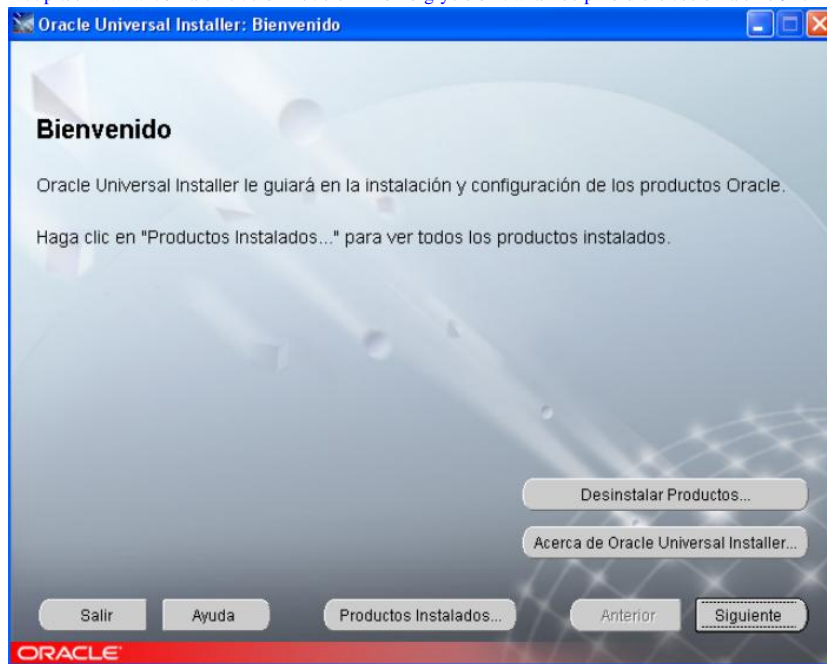 Oracle Universal Installer: Bienvenido
Bienvenido
Oracle Universal Installer le guiará en la instalación y configuración de los productos Oracle.
Haga clic en "Productos Instalados..." para ver todos los productos instalados.
Desinstalar Productos...
Acerca de Oracle Universal Installer...
Salir
Ayuda
Productos Instalados...
Anterior
Siguiente
ORACLE